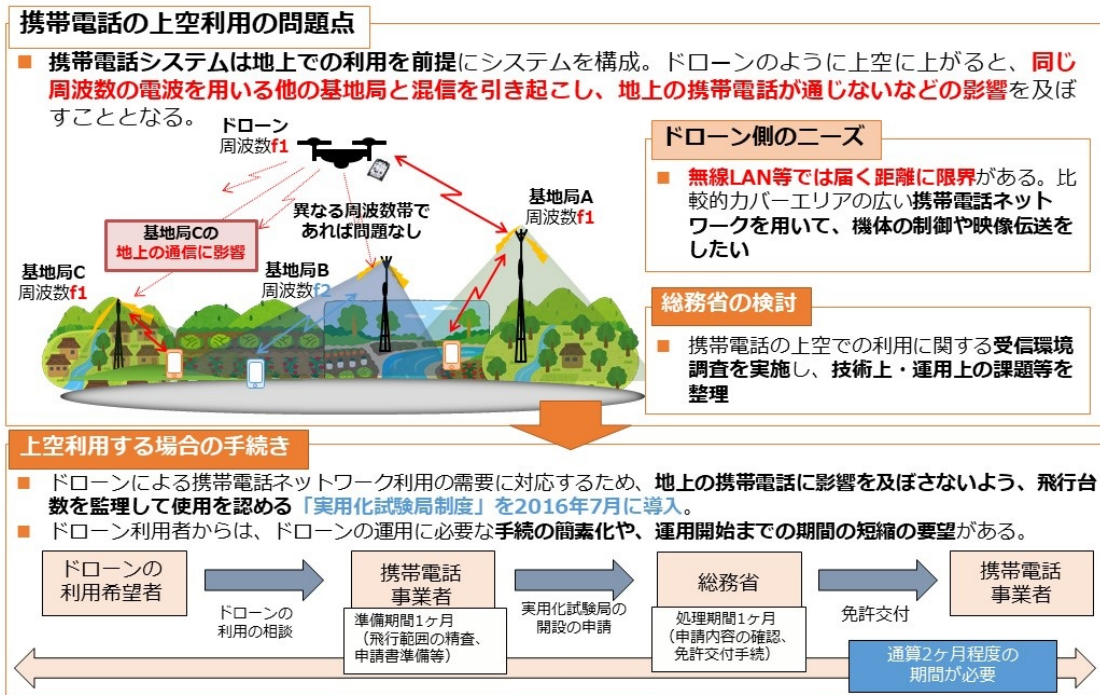 携帯電話の上空利用の問題点
■ 携帯電話システムは地上での利用を前提にシステムを構成。ドローンのように上空に上がると、同じ
周波数の電波を用いる他の基地局と混信を引き起こし、地上の携帯電話が通じないなどの影響を及ぼ
すこととなる。
ドローン
周波数f1
基地局A
周波数f1
異なる周波数帯で
あれば問題なし
基地局Cの
地上の通信に影響
基地局C
周波数f1
基地局B
周波数f2
ドローン側のニーズ
■ 無線LAN等では届く距離に限界がある。比
較的カバーエリアの広い携帯電話ネット
ワークを用いて、機体の制御や映像伝送を
したい
総務省の検討
■ 携帯電話の上空での利用に関する受信環境
調査を実施し、技術上・運用上の課題等を
整理
上空利用する場合の手続き
■ ドローンによる携帯電話ネットワーク利用の需要に対応するため、地上の携帯電話に影響を及ぼさないよう、飛行台
数を監理して使用を認める「実用化試験局制度」を2016年7月に導入。
■ ドローン利用者からは、ドローンの運用に必要な手続の簡素化や、運用開始までの期間の短縮の要望がある。
ドローンの
利用希望者
ドローンの
利用の相談
携帯電話
事業者
準備期間1ヶ月
（飛行範囲の精査、
申請書準備等）
実用化試験局の
開設の申請
総務省
処理期間1ヶ月
（申請内容の確認、
免許交付手続）
免許交付
携帯電話
事業者
通算2ヶ月程度の
期間が必要